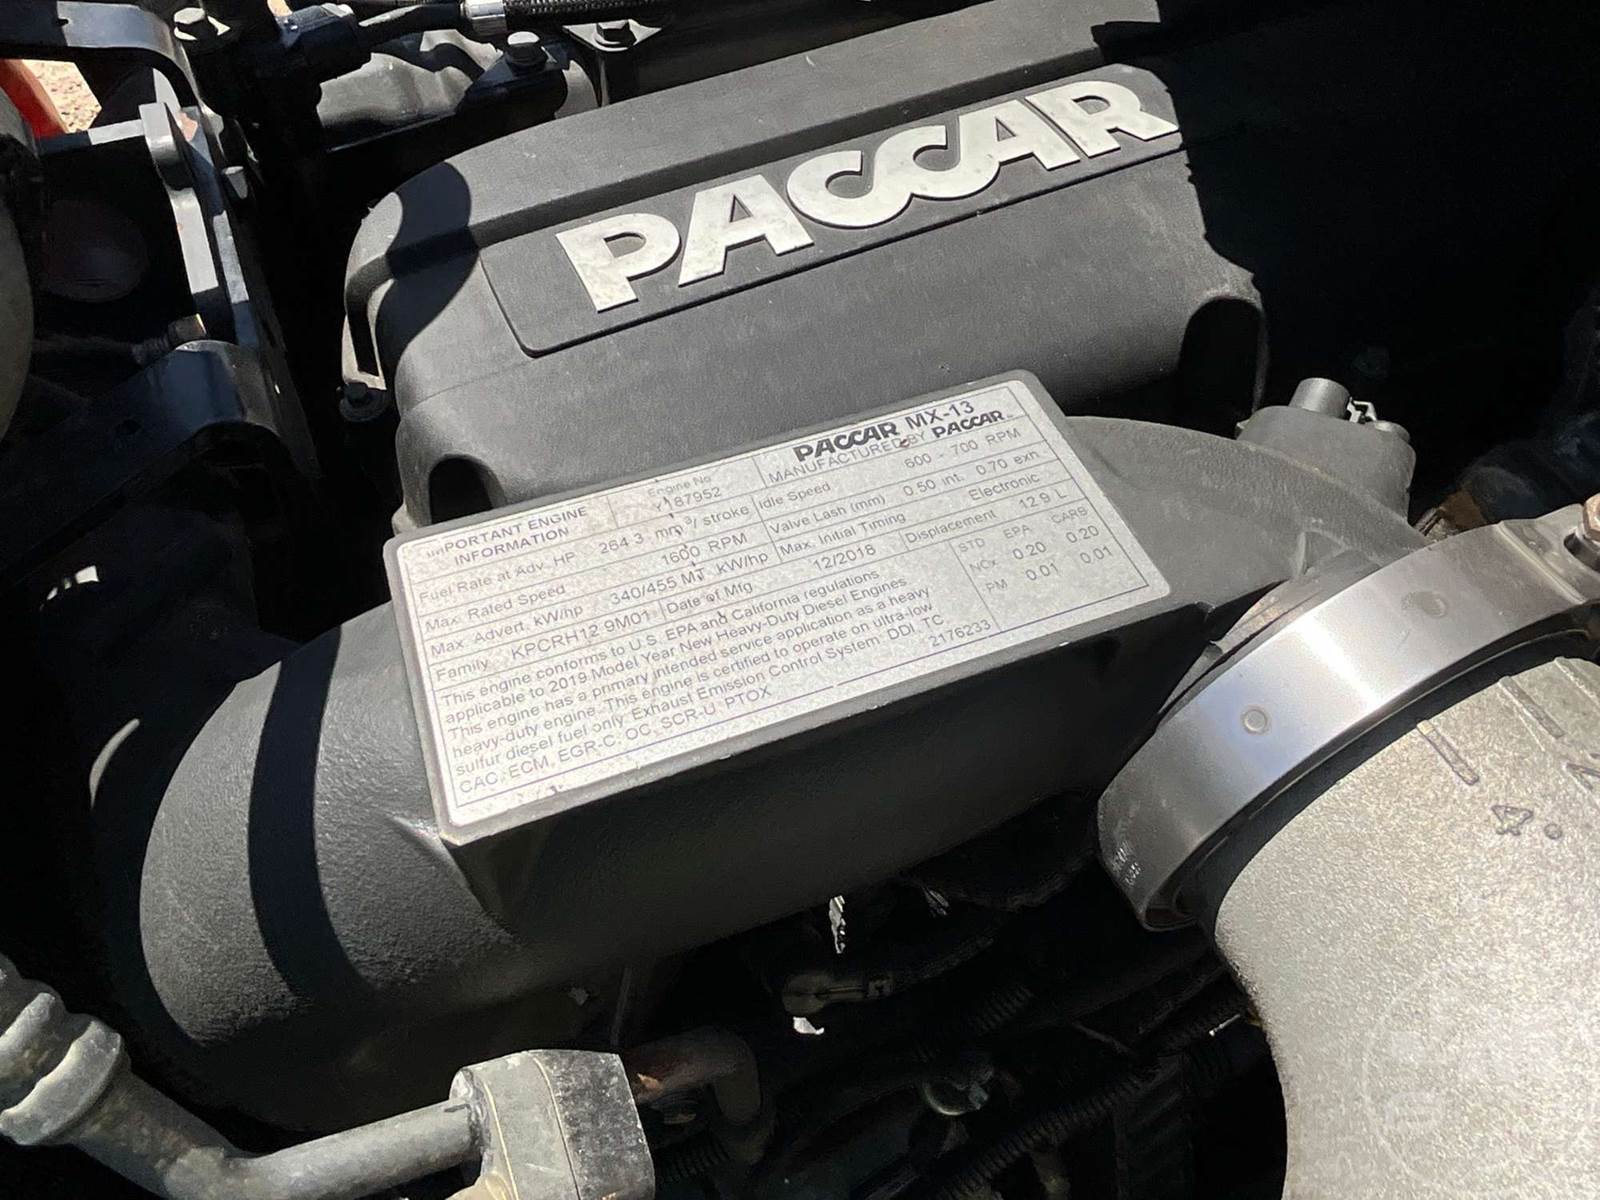 PACCAR
IMPORTANT ENGINE
INFORMATION
Engine No
Y187952
PACCAR MX-13
MANUFACTURED BY PACCAR
Fuel Rate at Adv. HP 264.3 mm³/ stroke
Idle Speed 600 - 700 RPM
Max. Rated Speed 1600 RPM
Valve Lash (mm) 0.50 int. 0.70 exh.
Max. Advert. kW/hp 340/455 MT kW/hp
Max. Initial Timing Electronic
Family KPCRH12.9M01
Date of Mfg. 12/2018
Displacement 12.9 L
This engine conforms to U.S. EPA and California regulations
applicable to 2019 Model Year New Heavy-Duty Diesel Engines.
This engine has a primary intended service application as a heavy
heavy-duty engine. This engine is certified to operate on ultra-low
sulfur diesel fuel only. Exhaust Emission Control System: DDI, TC,
CAC, ECM, EGR-C, OC, SCR-U, PTOX
2176233
STD EPA CARB
NOx 0.20 0.20
PM 0.01 0.01
4.